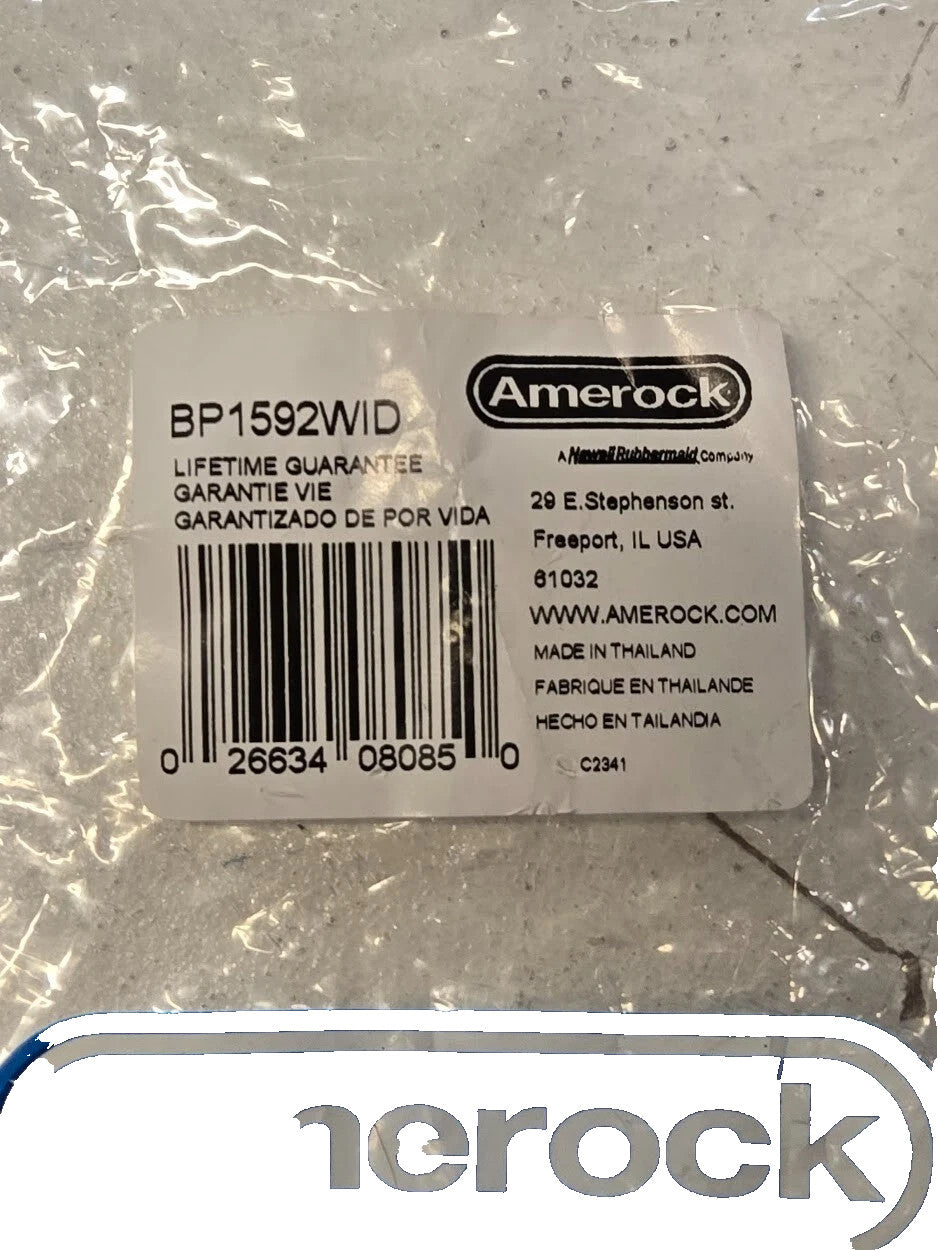 BP1592WID
LIFETIME GUARANTEE
GARANTIE VIE
GARANTIZADO DE POR VIDA
0 26634 08085 0
Amerock
A Newell Rubbermaid Company
29 E.Stephenson st.
Freeport, IL USA
61032
WWW.AMEROCK.COM
MADE IN THAILAND
FABRIQUE EN THAILANDE
HECHO EN TAILANDIA
C2341
nerock